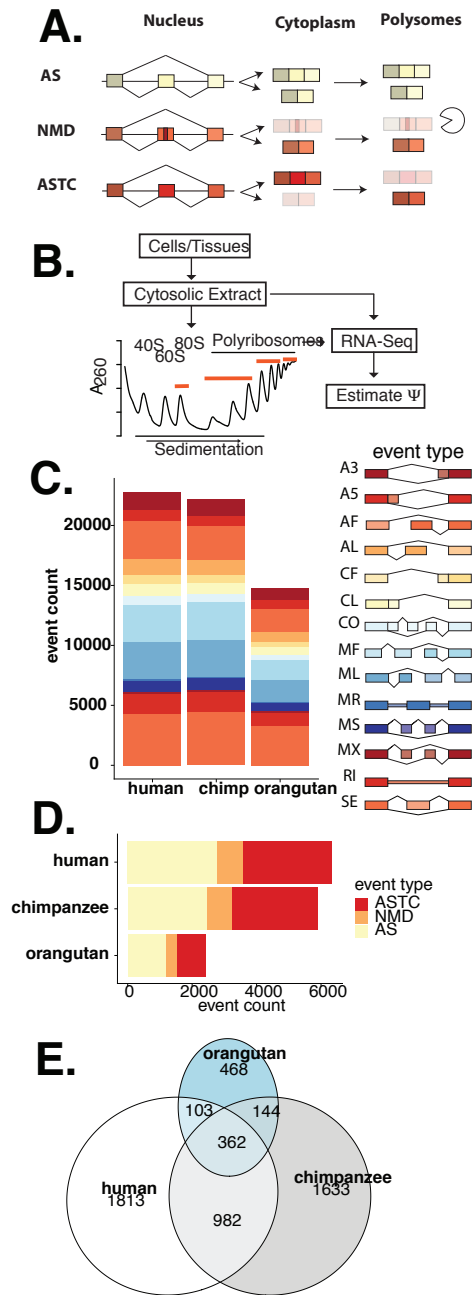 A.
Nucleus
Cytoplasm
Polysomes
AS
NMD
ASTC
B.
Cells/Tissues
Cytosolic Extract
40S
60S
80S
Polyribosomes
RNA-Seq
A260
Estimate Ψ
Sedimentation
C.
event count
20000
15000
10000
5000
0
human
chimp
orangutan
event type
A3
A5
AF
AL
CF
CL
CO
MF
ML
MR
MS
MX
RI
SE
D.
human
chimpanzee
orangutan
0
2000
4000
6000
event count
event type
ASTC
NMD
AS
E.
orangutan
468
103
144
362
human
1813
chimpanzee
1633
982